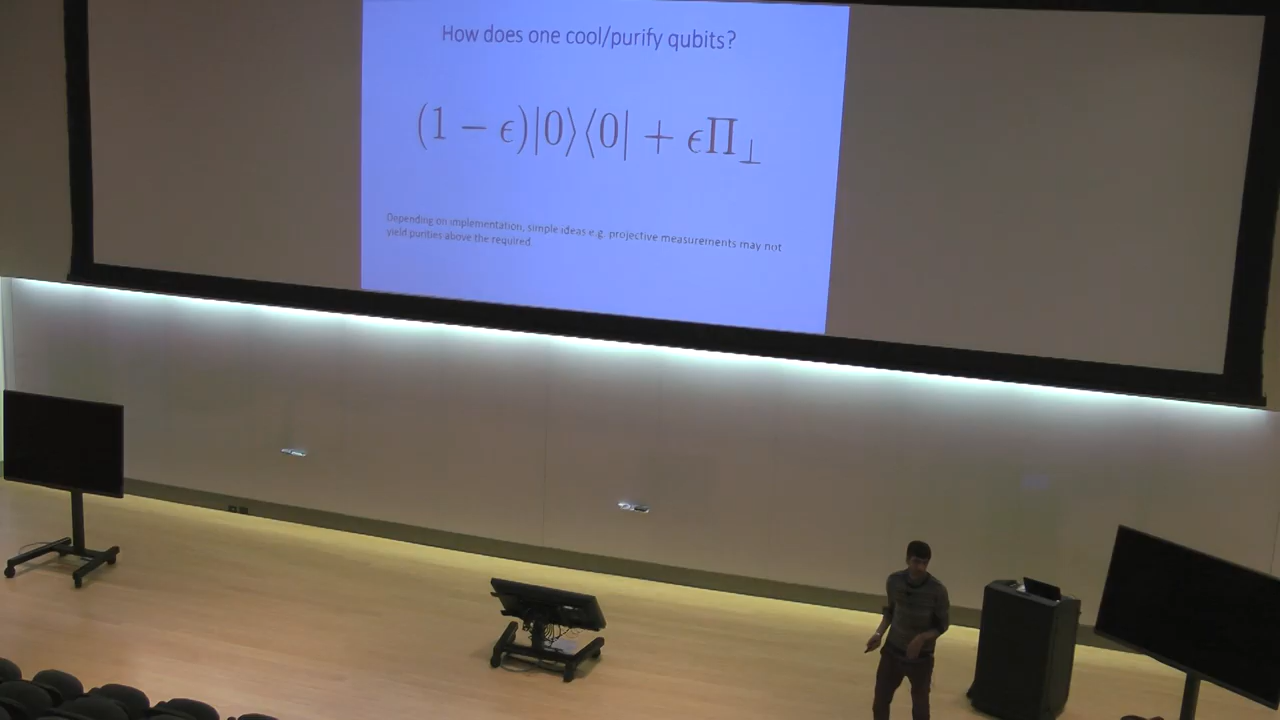 How does one cool/purify qubits?
(1 − ϵ)|0⟩⟨0| + ϵΠ⊥
Depending on implementation, simple ideas e.g. projective measurements may not
yield purities above the required